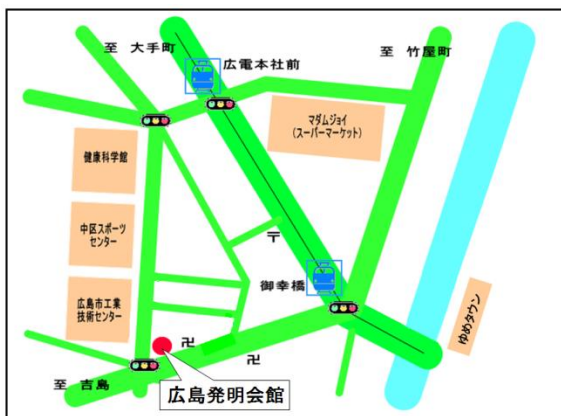 至 大手町
広電本社前
至 竹屋町
マダムジョイ
(スーパーマーケット)
健康科学館
中区スポーツ
センター
〒
御幸橋
広島市工業
技術センター
ゆめタウン
卍
卍
至 吉島
広島発明会館